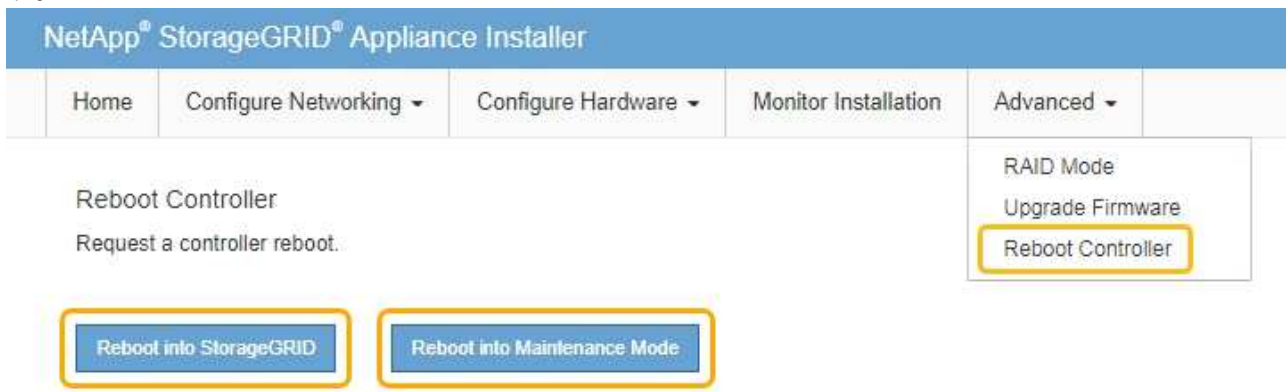 NetApp® StorageGRID® Appliance Installer
Home Configure Networking Configure Hardware Monitor Installation Advanced
RAID Mode
Upgrade Firmware
Reboot Controller
Reboot Controller
Request a controller reboot.
Reboot into StorageGRID Reboot into Maintenance Mode